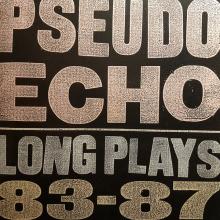 PSEUDO
ECHO
LONG PLAYS
83-87